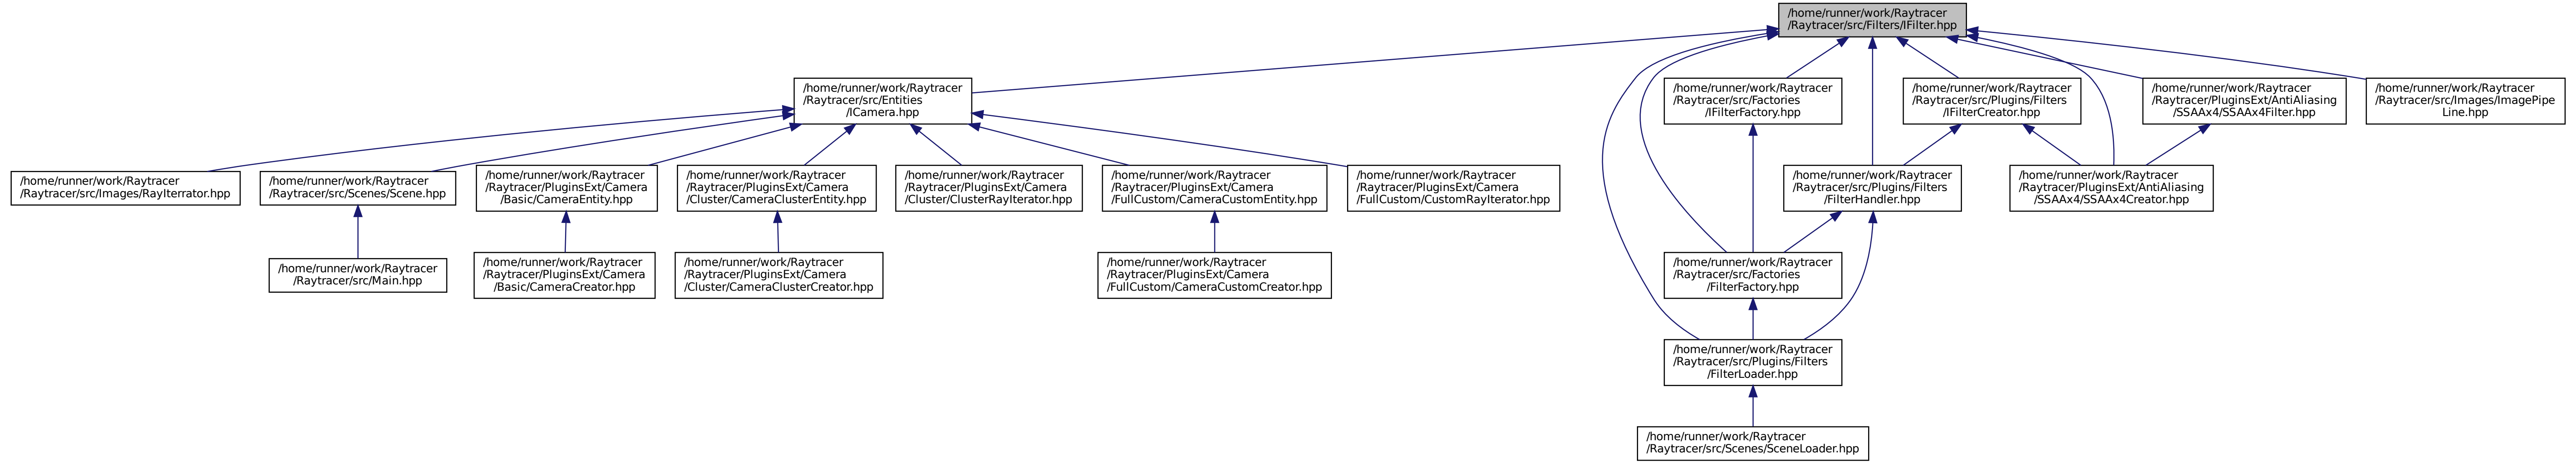 /home/runner/work/Raytracer
/Raytracer/src/Filters/IFilter.hpp
/home/runner/work/Raytracer
/Raytracer/src/Entities
/ICamera.hpp
/home/runner/work/Raytracer
/Raytracer/src/Factories
/IFilterFactory.hpp
/home/runner/work/Raytracer
/Raytracer/src/Plugins/Filters
/IFilterCreator.hpp
/home/runner/work/Raytracer
/Raytracer/PluginsExt/AntiAliasing
/SSAAx4/SSAAx4Filter.hpp
/home/runner/work/Raytracer
/Raytracer/src/Images/ImagePipe
Line.hpp
/home/runner/work/Raytracer
/Raytracer/src/Images/RayIterrator.hpp
/home/runner/work/Raytracer
/Raytracer/src/Scenes/Scene.hpp
/home/runner/work/Raytracer
/Raytracer/PluginsExt/Camera
/Basic/CameraEntity.hpp
/home/runner/work/Raytracer
/Raytracer/PluginsExt/Camera
/Cluster/CameraClusterEntity.hpp
/home/runner/work/Raytracer
/Raytracer/PluginsExt/Camera
/Cluster/ClusterRayIterator.hpp
/home/runner/work/Raytracer
/Raytracer/PluginsExt/Camera
/FullCustom/CameraCustomEntity.hpp
/home/runner/work/Raytracer
/Raytracer/PluginsExt/Camera
/FullCustom/CustomRayIterator.hpp
/home/runner/work/Raytracer
/Raytracer/src/Plugins/Filters
/FilterHandler.hpp
/home/runner/work/Raytracer
/Raytracer/PluginsExt/AntiAliasing
/SSAAx4/SSAAx4Creator.hpp
/home/runner/work/Raytracer
/Raytracer/src/Main.hpp
/home/runner/work/Raytracer
/Raytracer/PluginsExt/Camera
/Basic/CameraCreator.hpp
/home/runner/work/Raytracer
/Raytracer/PluginsExt/Camera
/Cluster/CameraClusterCreator.hpp
/home/runner/work/Raytracer
/Raytracer/PluginsExt/Camera
/FullCustom/CameraCustomCreator.hpp
/home/runner/work/Raytracer
/Raytracer/src/Factories
/FilterFactory.hpp
/home/runner/work/Raytracer
/Raytracer/src/Plugins/Filters
/FilterLoader.hpp
/home/runner/work/Raytracer
/Raytracer/src/Scenes/SceneLoader.hpp